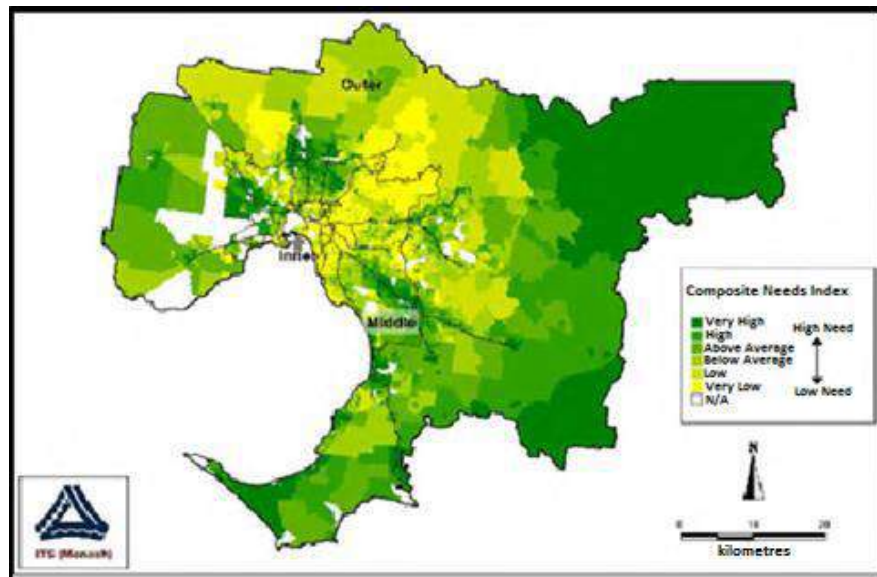 Outer
Inner
Middle
Composite Needs Index
Very High
High
Above Average
Below Average
Low
Very Low
N/A
High Need
Low Need
N
0 10 20
kilometres
ITS (Monash)